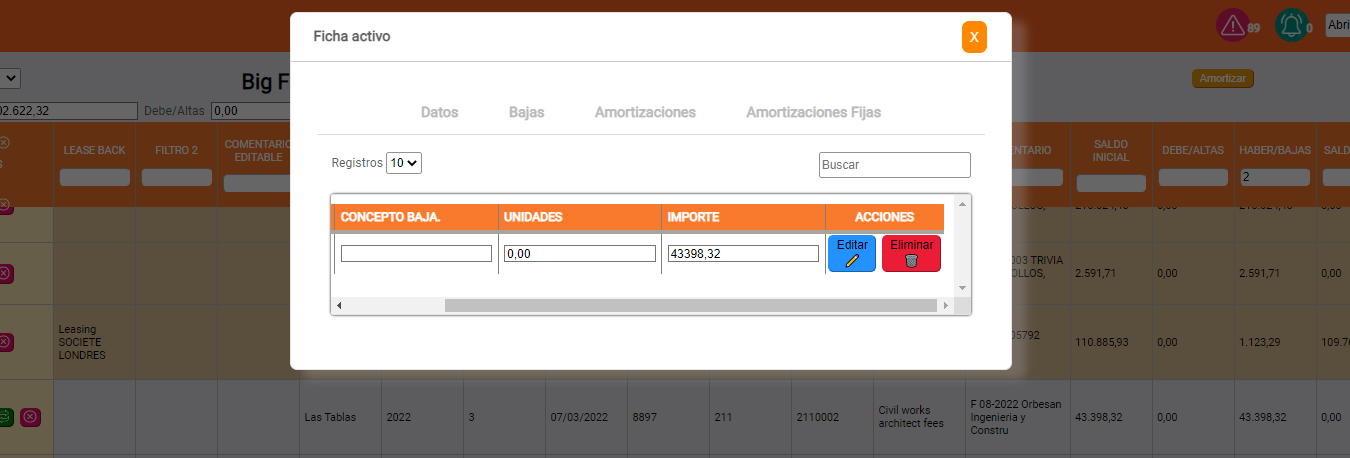 Ficha activo
X
89
0
Abri
Big F
Amortizar
02.622,32
Debe/Altas
0,00
Datos
Bajas
Amortizaciones
Amortizaciones Fijas
Registros
10
Buscar
S
LEASE BACK
FILTRO 2
COMENTARIO
EDITABLE
NTARIO
SALDO
INICIAL
DEBE/ALTAS
HABER/BAJAS
SALD
2
CONCEPTO BAJA.
UNIDADES
IMPORTE
ACCIONES
0,00
43398,32
Editar
Eliminar
003 TRIVIA
OLLOS,
2.591,71
0,00
2.591,71
0,00
Leasing
SOCIETE
LONDRES
05792
110.885,93
0,00
1.123,29
109.76
Las Tablas
2022
3
07/03/2022
8897
211
2110002
Civil works
architect fees
F 08-2022 Orbesan
Ingenieria y
Constru
43.398,32
0,00
43.398,32
0,00